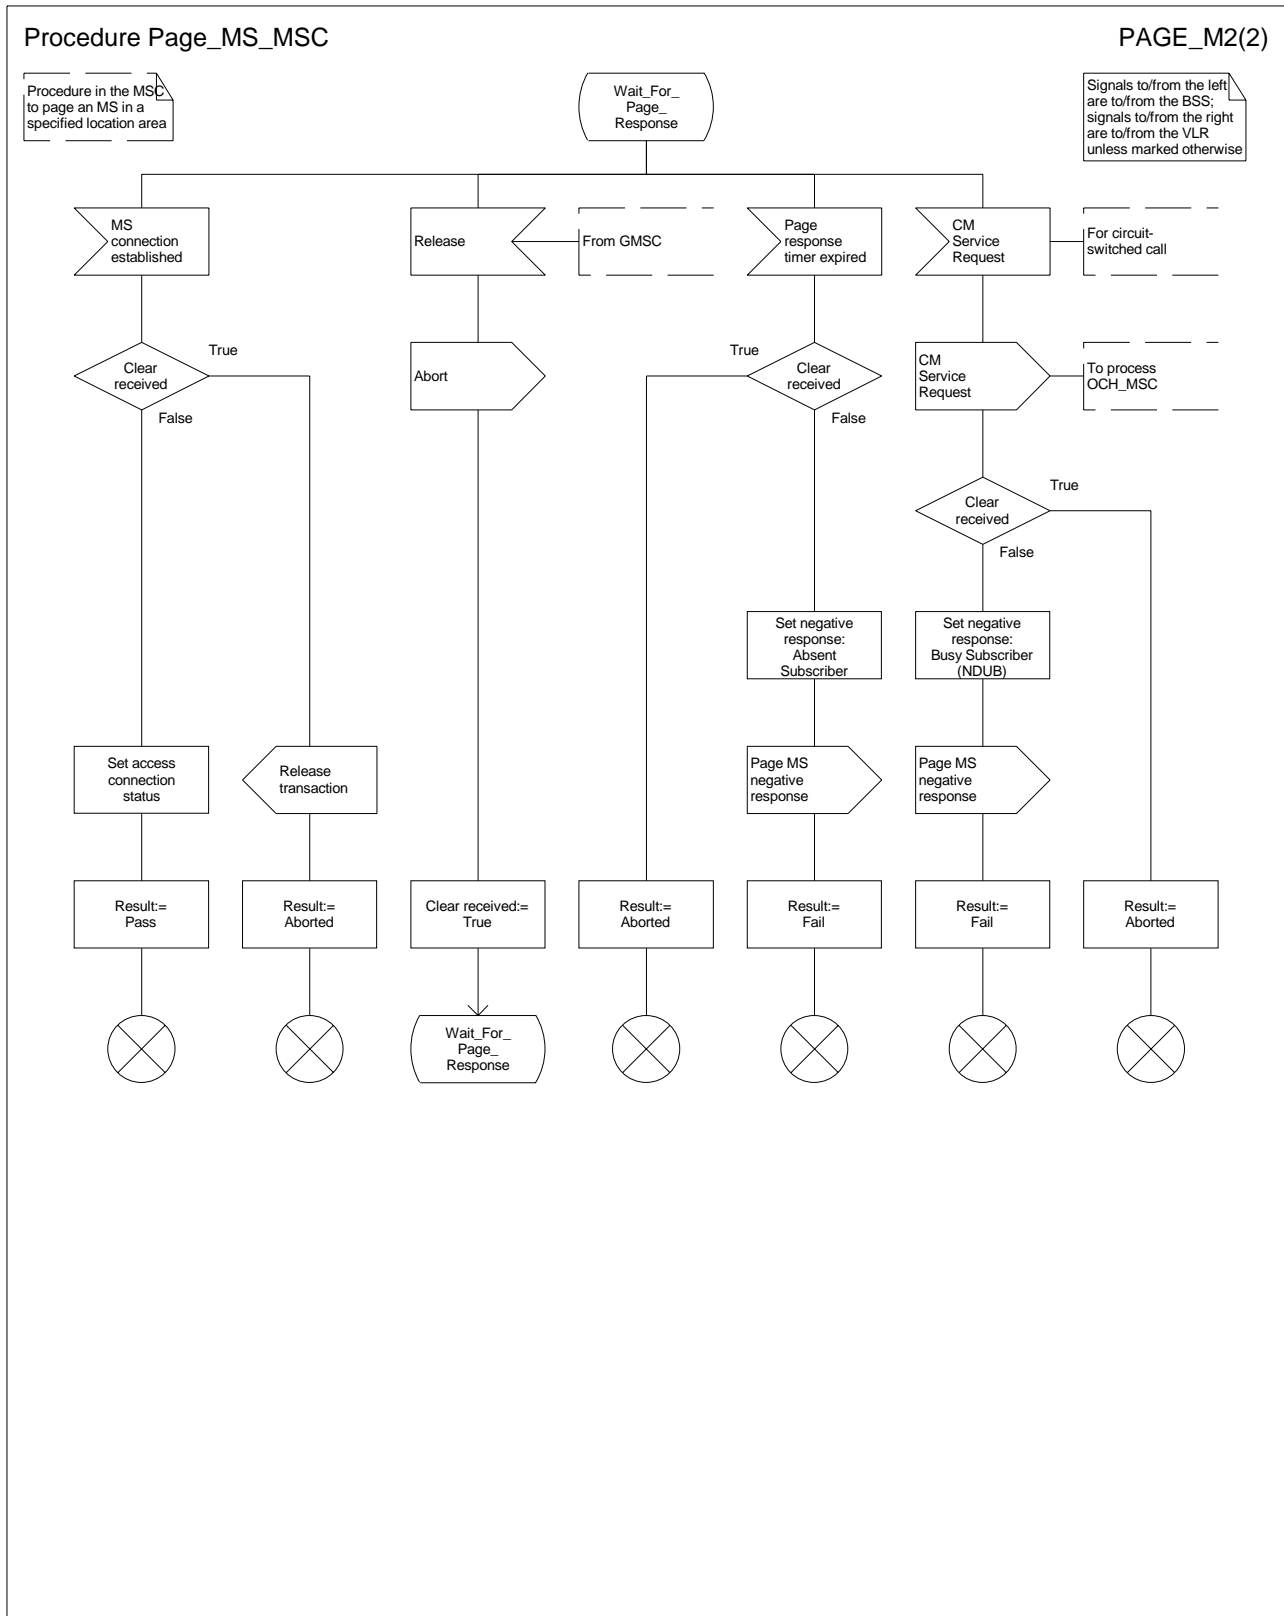 Procedure Page_MS_MSC
PAGE_M2(2)
Procedure in the MSC
to page an MS in a
specified location area
Wait_For_
Page_
Response
Signals to/from the left
are to/from the BSS;
signals to/from the right
are to/from the VLR
unless marked otherwise
MS
connection
established
Release
From GMSC
Page
response
timer expired
CM
Service
Request
For circuit-
switched call
Clear
received
True
False
Abort
True
Clear
received
False
CM
Service
Request
To process
OCH_MSC
Clear
received
True
False
Set negative
response:
Absent
Subscriber
Set negative
response:
Busy Subscriber
(NDUB)
Set access
connection
status
Release
transaction
Page MS
negative
response
Page MS
negative
response
Result:=
Pass
Result:=
Aborted
Clear received:=
True
Result:=
Aborted
Result:=
Fail
Result:=
Fail
Result:=
Aborted
Wait_For_
Page_
Response